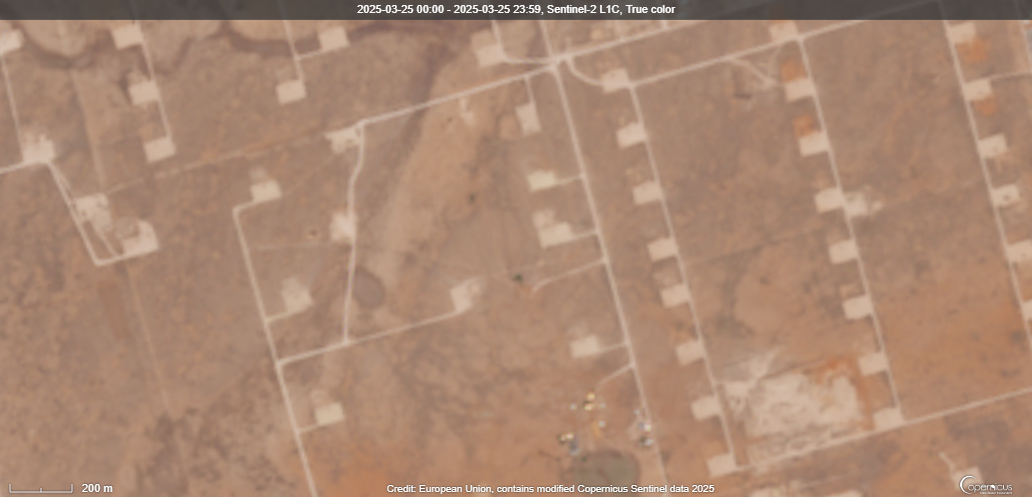 2025-03-25 00:00 - 2025-03-25 23:59, Sentinel-2 L1C, True color
200 m
Credit: European Union, contains modified Copernicus Sentinel data 2025
opernicus